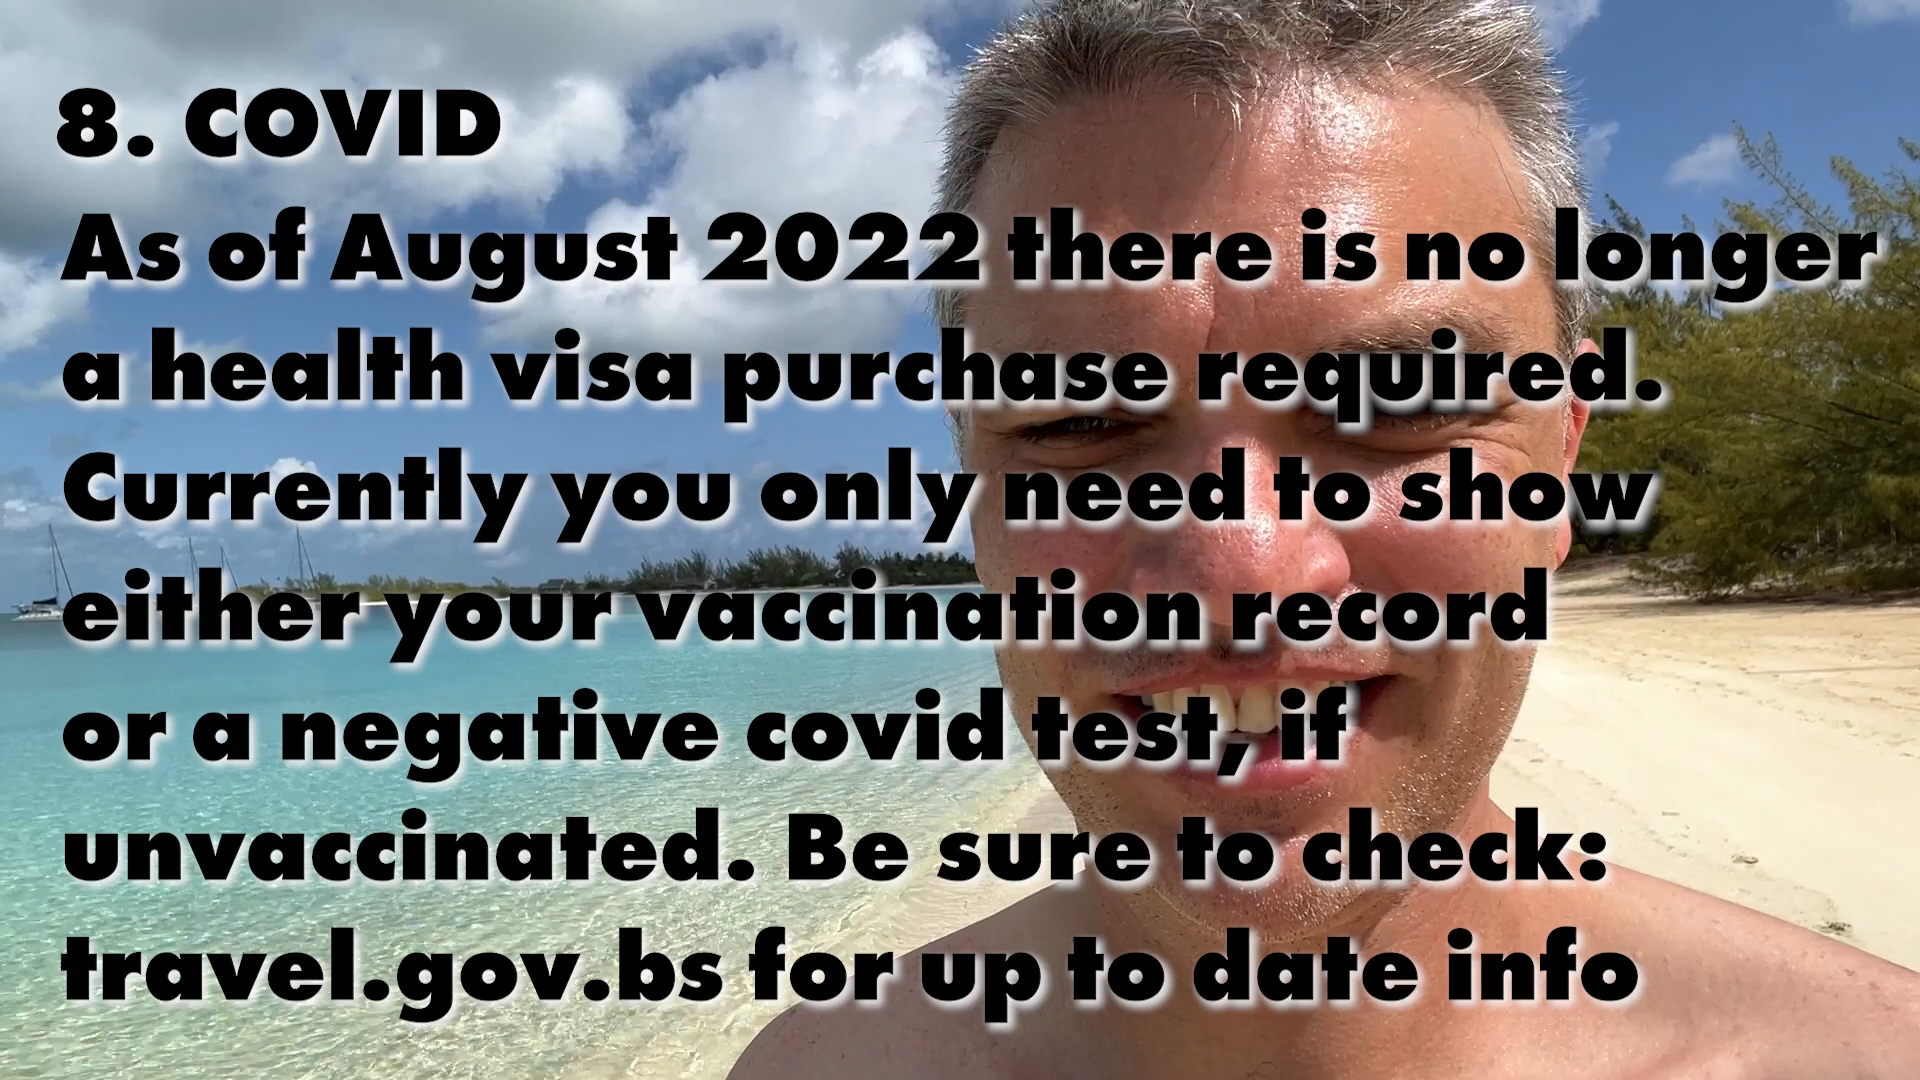 8. COVID
As of August 2022 there is no longer
a health visa purchase required.
Currently you only need to show
either your vaccination record
or a negative covid test, if
unvaccinated. Be sure to check:
travel.gov.bs for up to date info